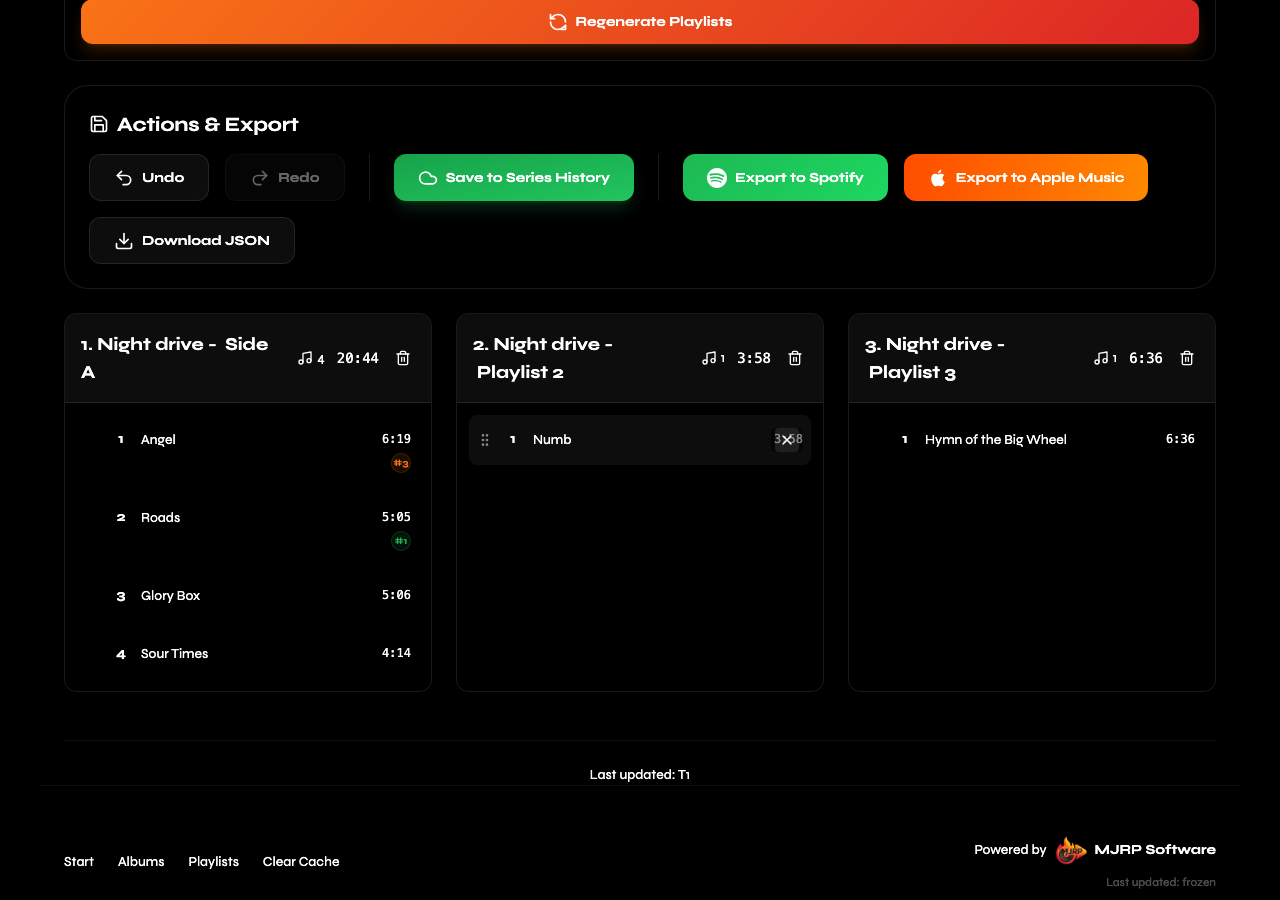 Regenerate Playlists
Actions & Export
Undo
Redo
Save to Series History
Export to Spotify
Export to Apple Music
Download JSON
1. Night drive - Side
A
4 20:44
1 Angel 6:19
#3
2 Roads 5:05
#1
3 Glory Box 5:06
4 Sour Times 4:14
2. Night drive -
Playlist 2
1 3:58
1 Numb 3:58
3. Night drive -
Playlist 3
1 6:36
1 Hymn of the Big Wheel 6:36
Last updated: T1
Start Albums Playlists Clear Cache
Powered by MJRP MJRP Software
Last updated: frozen